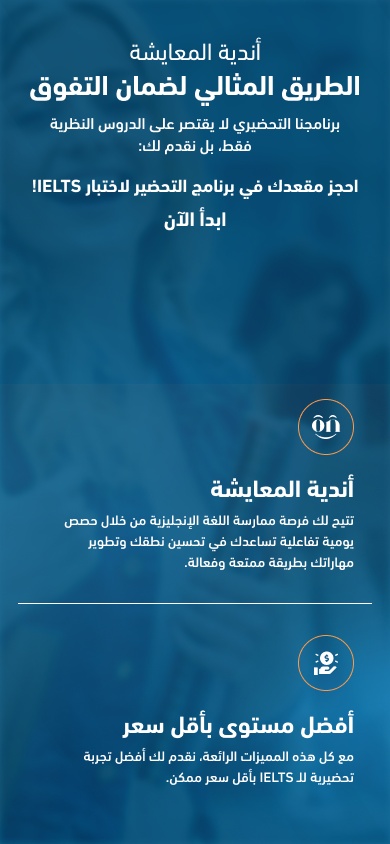 أندية المعايشة
الطريق المثالي لضمان التفوق
برنامجنا التحضيري لا يقتصر على الدروس النظرية
فقط، بل نقدم لك:
احجز مقعدك في برنامج التحضير لاختبار IELTS!
ابدأ الآن
أندية المعايشة
تتيح لك فرصة ممارسة اللغة الإنجليزية من خلال حصص
يومية تفاعلية تساعدك في تحسين نطقك وتطوير
مهاراتك بطريقة ممتعة وفعالة.
أفضل مستوى بأقل سعر
مع كل هذه المميزات الرائعة، نقدم لك أفضل تجربة
تحضيرية للـ IELTS بأقل سعر ممكن.